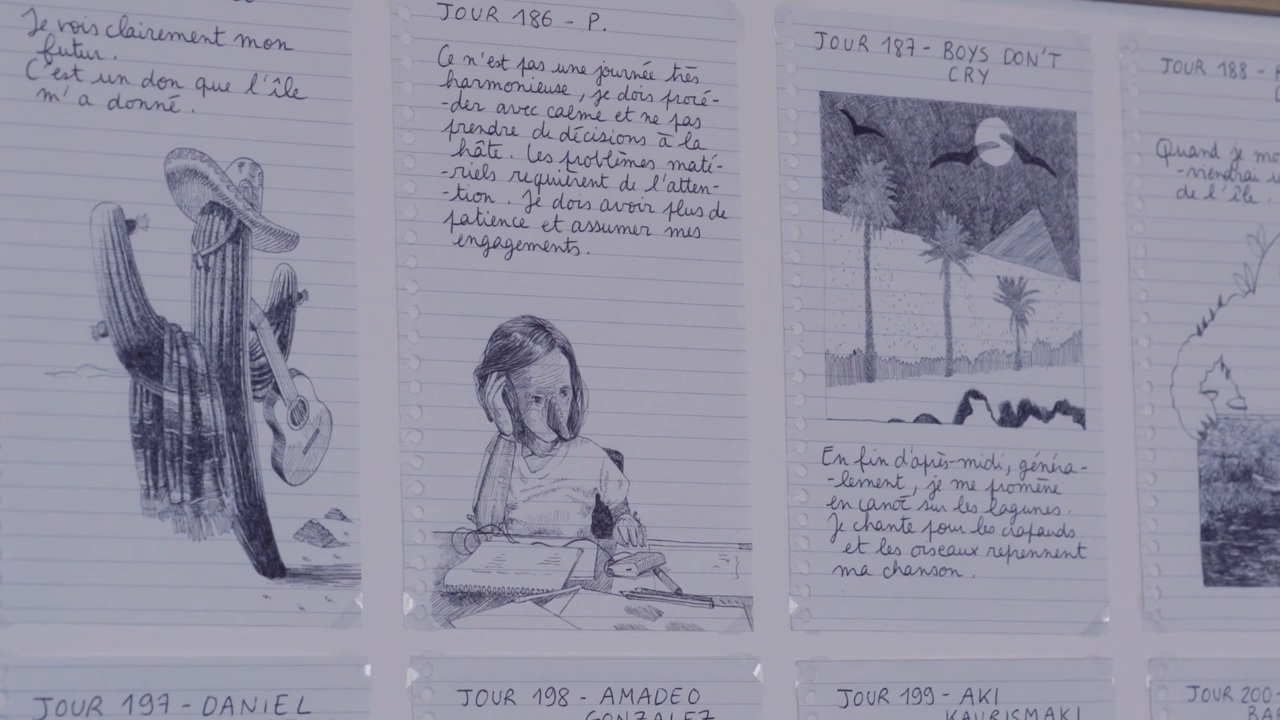 Je vois clairement mon
futur.
C'est un don que l'île
m'a donné.
JOUR 186 - P.
Ce n'est pas une journée très
harmonieuse, je dois procé-
-der avec calme et ne pas
prendre de décisions à la
hâte. Les problèmes maté-
-riels requièrent de l'atten-
-tion. Je dois avoir plus de
patience et assumer mes
engagements.
JOUR 187 - BOYS DON'T
CRY
En fin d'après-midi, généra-
-lement, je me promène
en canot sur les lagunes.
Je chante pour les crapauds
et les oiseaux reprennent
ma chanson.
JOUR 188 -
Quand je
-viendrai
de l'île.
JOUR 197 - DANIEL
JOUR 198 - AMADEO
GONZALEZ
JOUR 199 - AKI
KAURISMAKI
JOUR 200 -